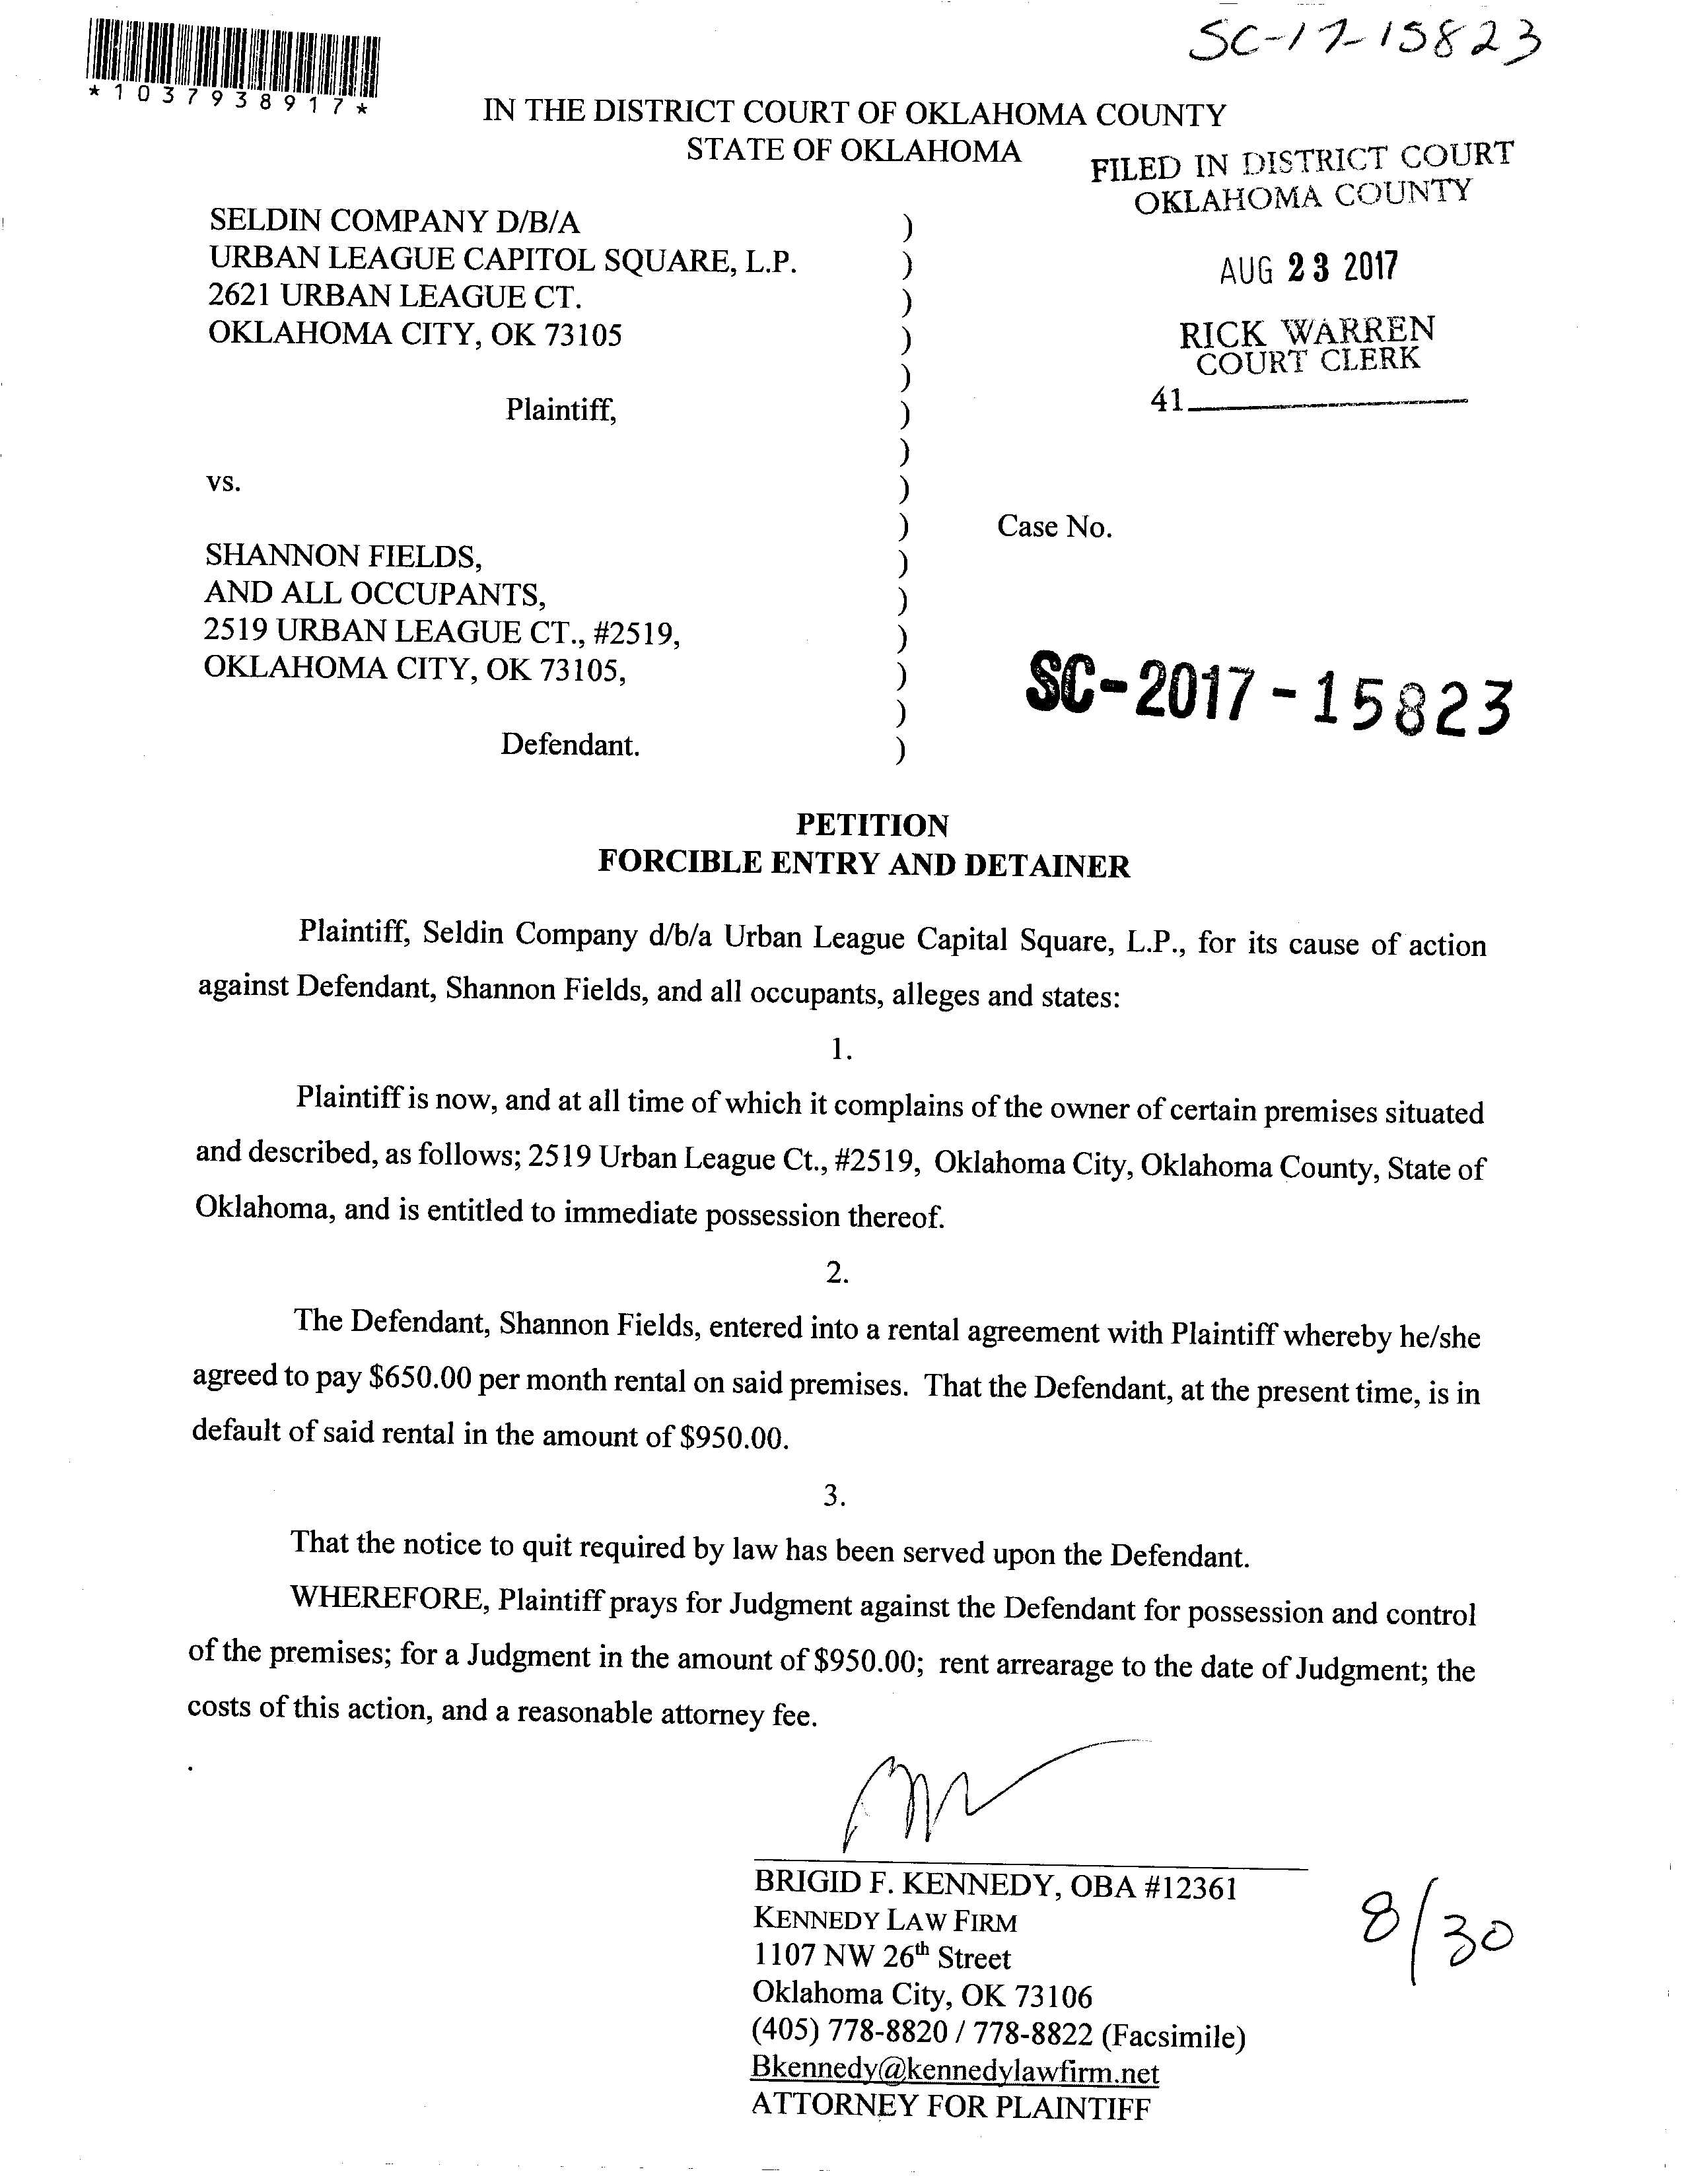 SC-17-15823
*1037938917*
IN THE DISTRICT COURT OF OKLAHOMA COUNTY
STATE OF OKLAHOMA
FILED IN DISTRICT COURT
OKLAHOMA COUNTY
SELDIN COMPANY D/B/A )
URBAN LEAGUE CAPITOL SQUARE, L.P. )
AUG 23 2017
2621 URBAN LEAGUE CT. )
OKLAHOMA CITY, OK 73105 )
RICK WARREN
COURT CLERK
)
41
Plaintiff, )
)
vs. )
) Case No.
SHANNON FIELDS, )
AND ALL OCCUPANTS, )
2519 URBAN LEAGUE CT., #2519, )
OKLAHOMA CITY, OK 73105, )
SC-2017-15823
)
Defendant. )
PETITION
FORCIBLE ENTRY AND DETAINER
Plaintiff, Seldin Company d/b/a Urban League Capital Square, L.P., for its cause of action
against Defendant, Shannon Fields, and all occupants, alleges and states:
1.
Plaintiff is now, and at all time of which it complains of the owner of certain premises situated
and described, as follows; 2519 Urban League Ct., #2519, Oklahoma City, Oklahoma County, State of
Oklahoma, and is entitled to immediate possession thereof.
2.
The Defendant, Shannon Fields, entered into a rental agreement with Plaintiff whereby he/she
agreed to pay $650.00 per month rental on said premises. That the Defendant, at the present time, is in
default of said rental in the amount of $950.00.
3.
That the notice to quit required by law has been served upon the Defendant.
WHEREFORE, Plaintiff prays for Judgment against the Defendant for possession and control
of the premises; for a Judgment in the amount of $950.00; rent arrearage to the date of Judgment; the
costs of this action, and a reasonable attorney fee.
BRIGID F. KENNEDY, OBA #12361
KENNEDY LAW FIRM
1107 NW 26th Street
8/30
Oklahoma City, OK 73106
(405) 778-8820 / 778-8822 (Facsimile)
Bkennedy@kennedylawfirm.net
ATTORNEY FOR PLAINTIFF